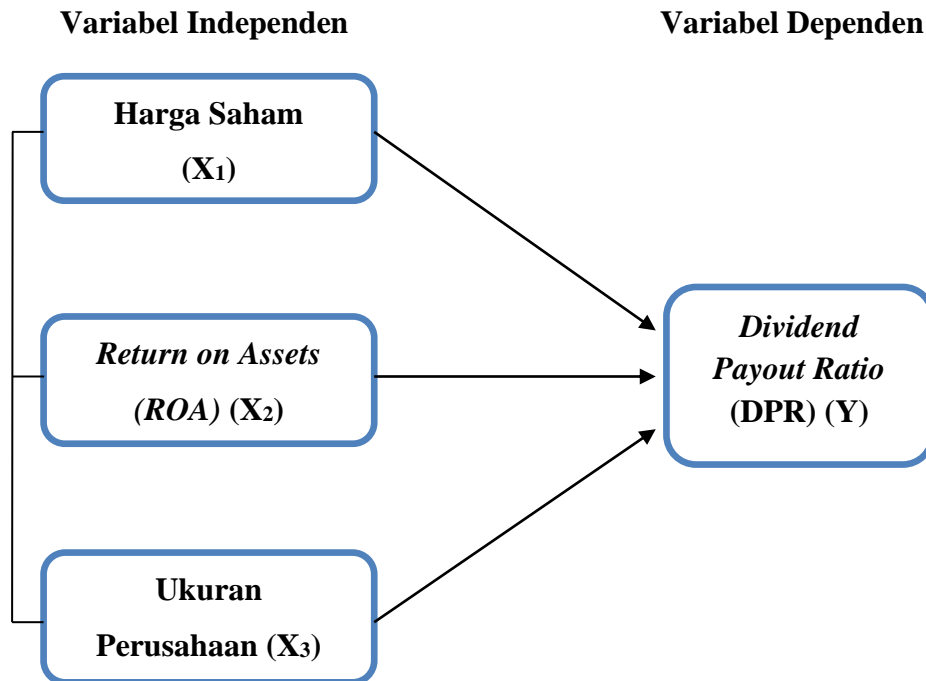 Variabel Independen
Variabel Dependen
Harga Saham
(X1)
Return on Assets
(ROA) (X2)
Ukuran
Perusahaan (X3)
Dividend
Payout Ratio
(DPR) (Y)